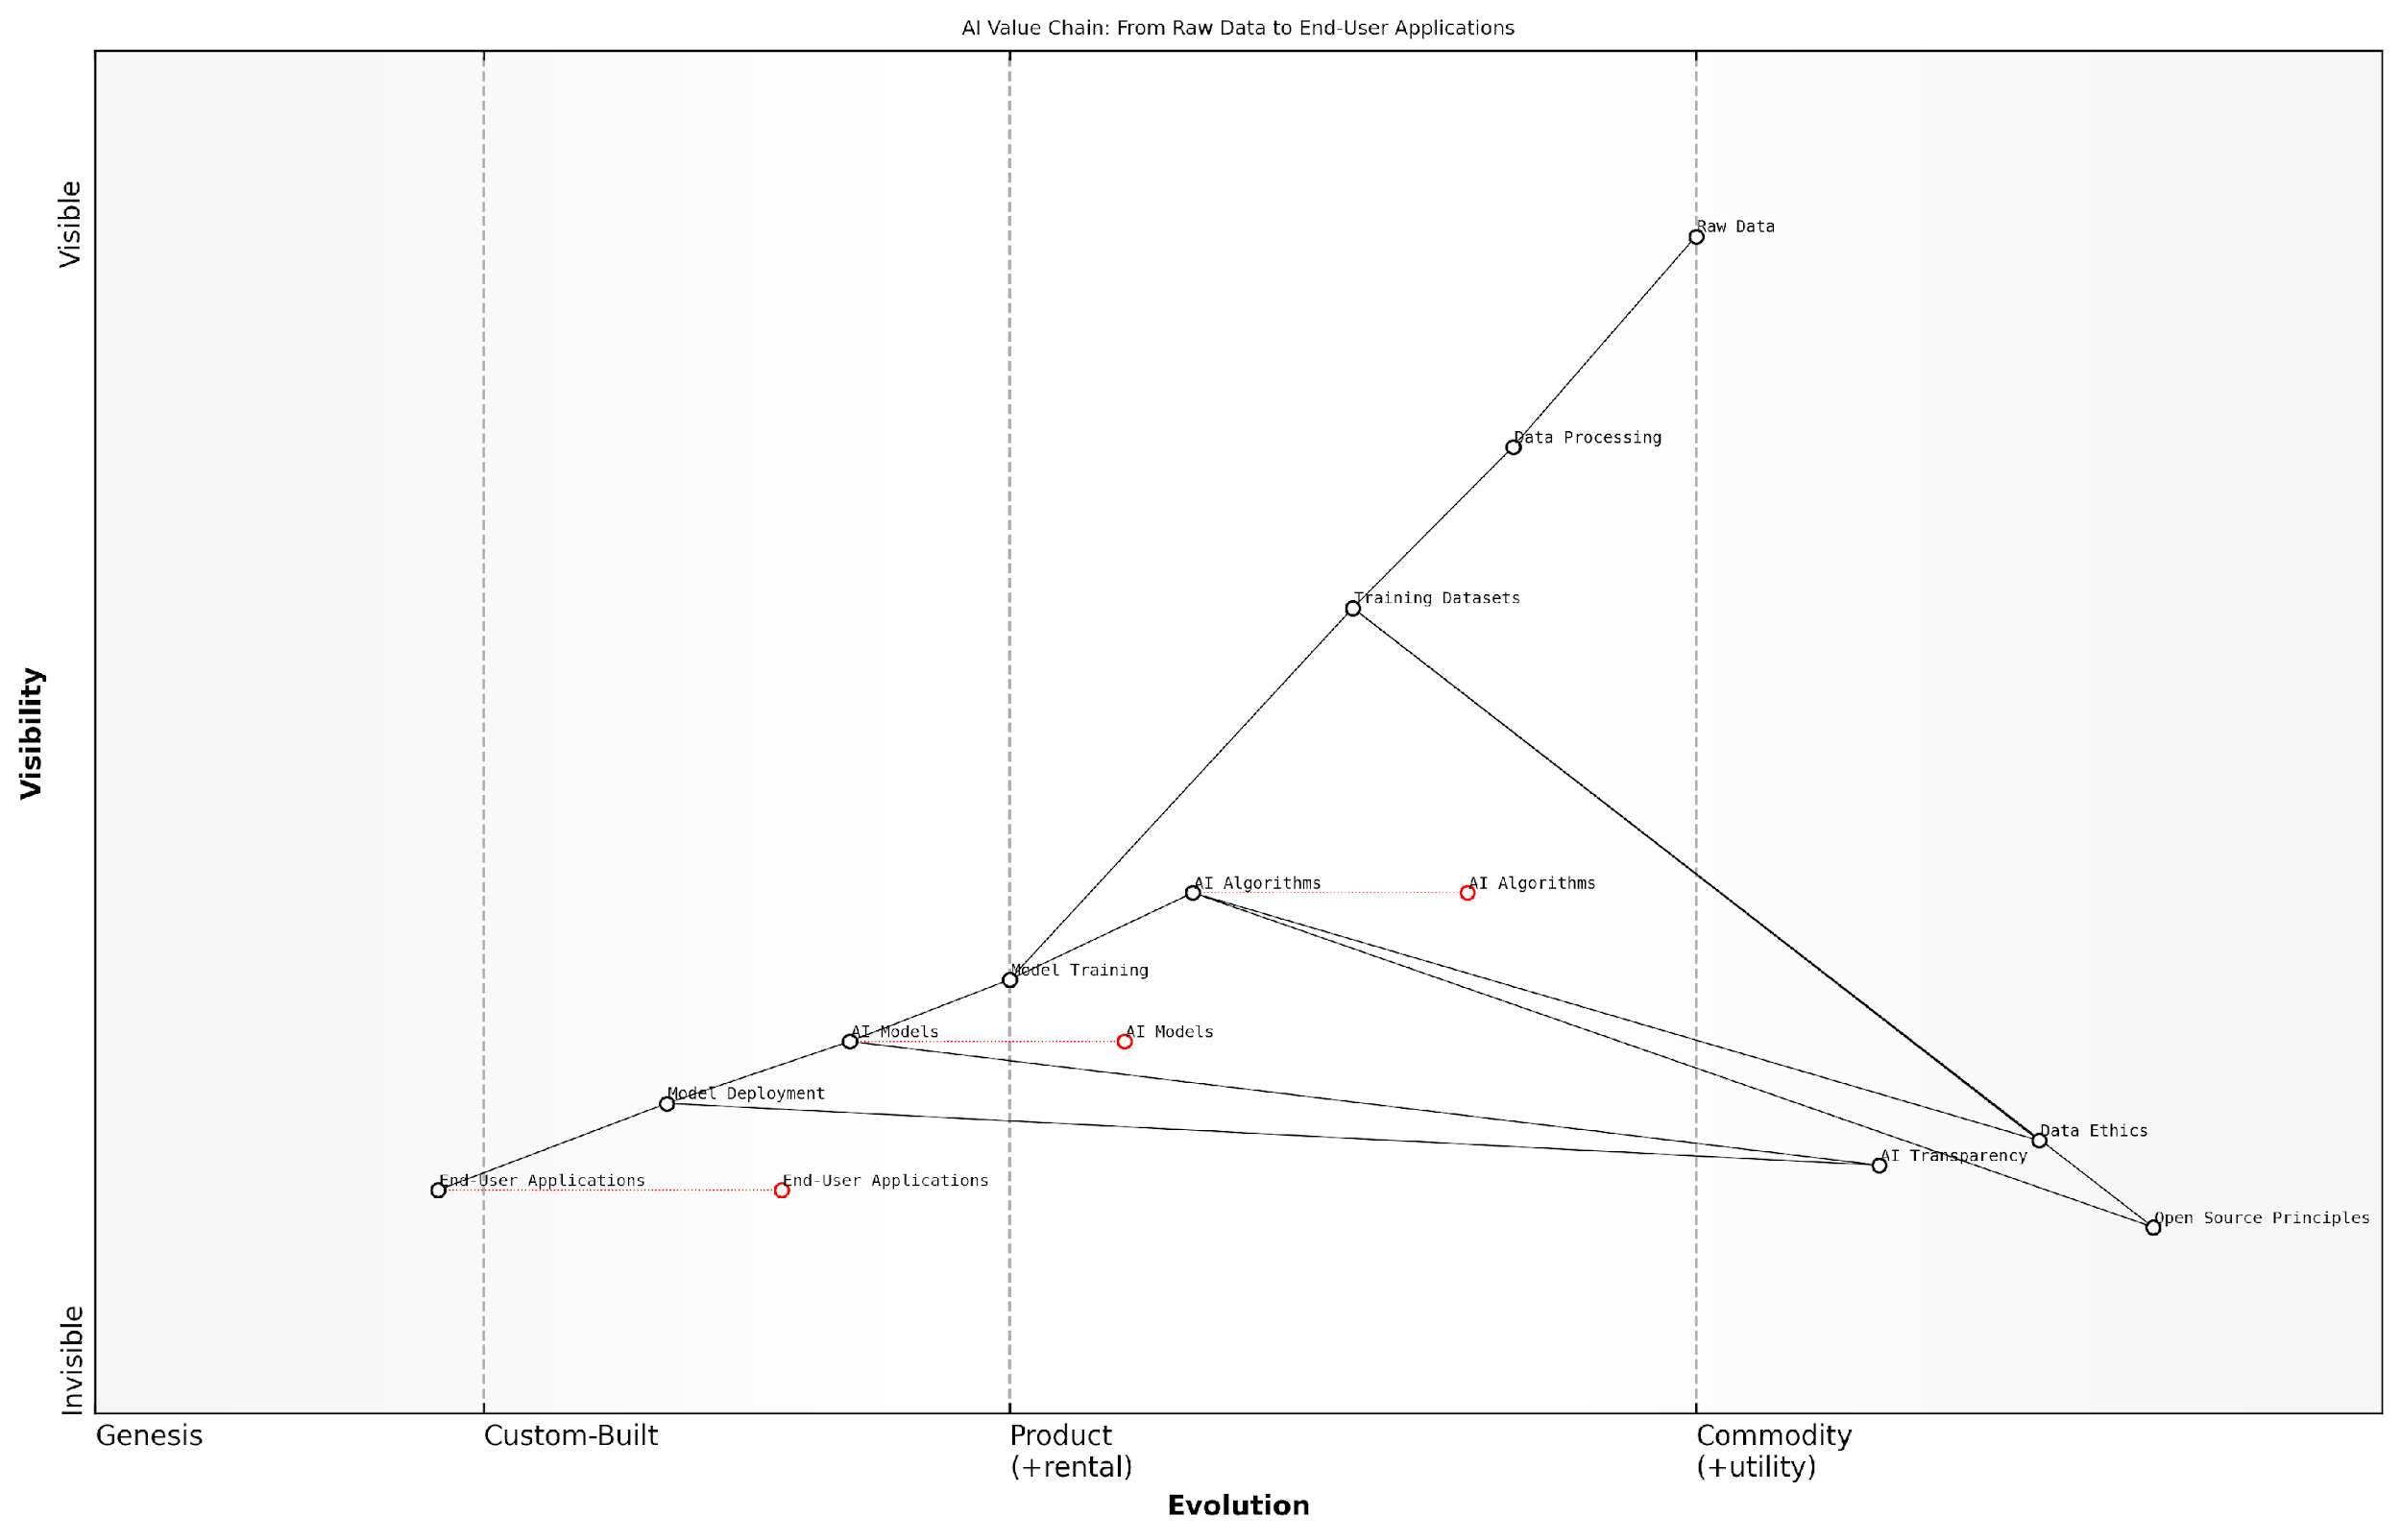 AI Value Chain: From Raw Data to End-User Applications
Visible
Raw Data
Data Processing
Training Datasets
Visibility
AI Algorithms
AI Algorithms
Model Training
AI Models
AI Models
Model Deployment
Data Ethics
AI Transparency
End-User Applications
End-User Applications
Open Source Principles
Invisible
Genesis
Custom-Built
Product
(+rental)
Commodity
(+utility)
Evolution